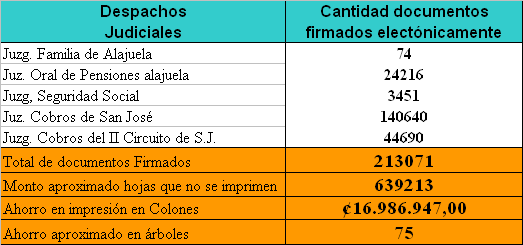 Despachos Judiciales
Cantidad documentos firmados electónicamente
Juzg. Familia de Alajuela 74
Juz. Oral de Pensiones alajuela 24216
Juzg, Seguridad Social 3451
Juz. Cobros de San José 140640
Juzg. Cobros del II Circuito de S.J. 44690
Total de documentos Firmados 213071
Monto aproximado hojas que no se imprimen 639213
Ahorro en impresión en Colones ¢16.986.947,00
Ahorro aproximado en árboles 75